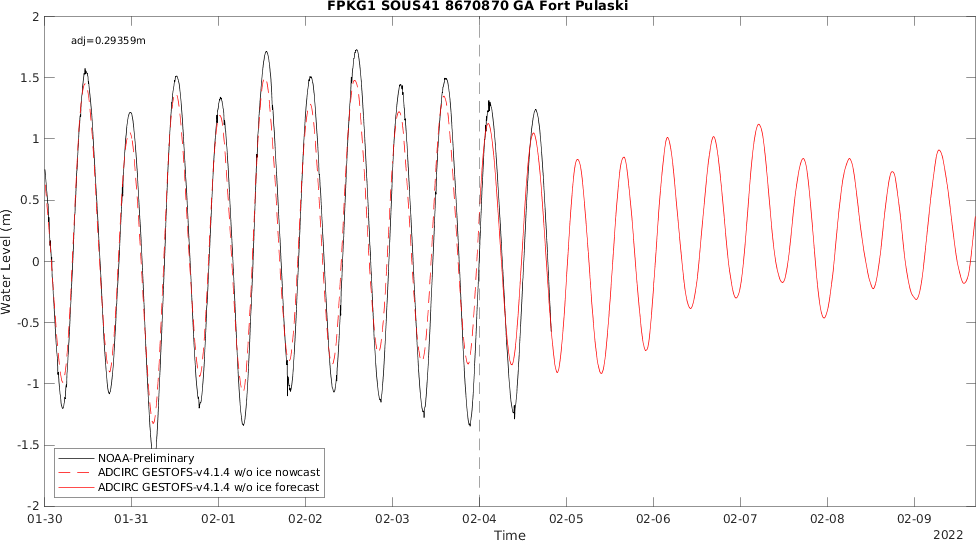 FPKG1 SOUS41 8670870 GA Fort Pulaski
adj=0.29359m
2
1.5
1
0.5
0
-0.5
-1
-1.5
-2
Water Level (m)
NOAA-Preliminary
ADCIRC GESTOFS-v4.1.4 w/o ice nowcast
ADCIRC GESTOFS-v4.1.4 w/o ice forecast
01-30 01-31 02-01 02-02 02-03 02-04 02-05 02-06 02-07 02-08 02-09
Time
2022